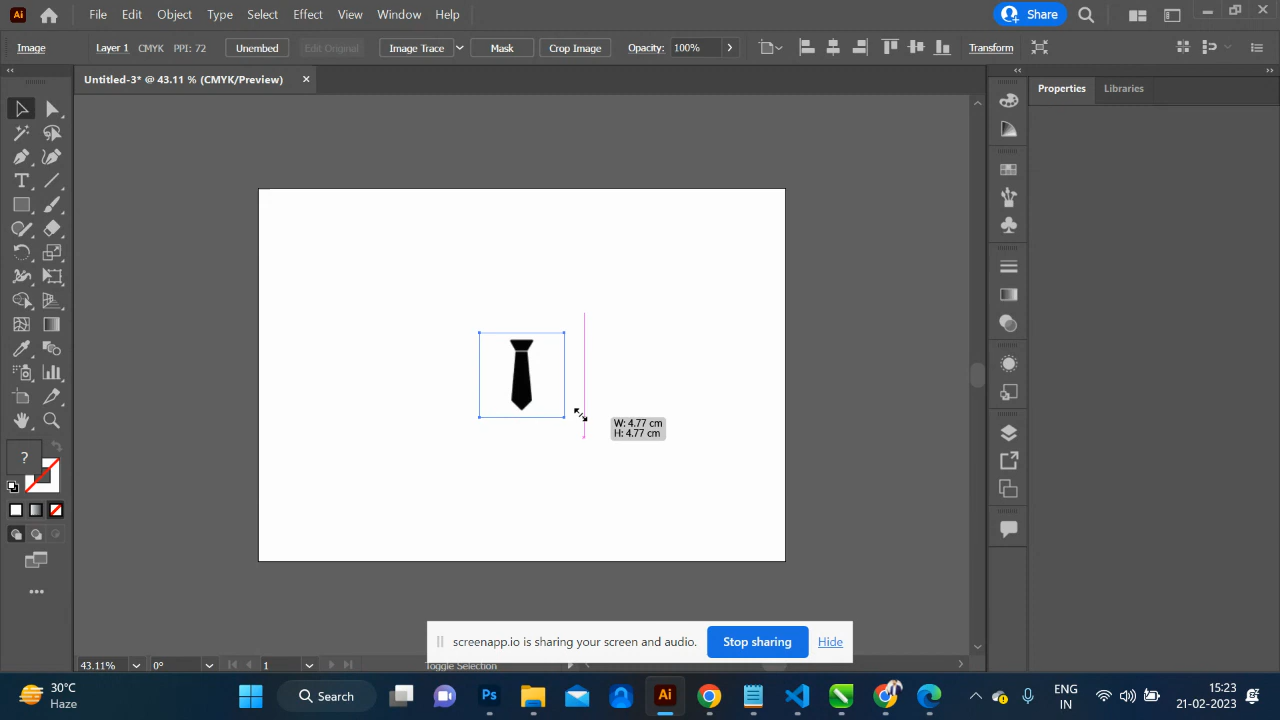 Ai File Edit Object Type Select Effect View Window Help Share
Image Layer 1 CMYK PPI: 72 Unembed Edit Original Image Trace Mask Crop Image Opacity: 100% Transform
Untitled-3* @ 43.11 % (CMYK/Preview)
Properties Libraries
T
W: 4.77 cm
H: 4.77 cm
?
screenapp.io is sharing your screen and audio. Stop sharing Hide
43.11% 0° 1 Toggle Selection
30°C
Haze
Search
Ps
Ai
ENG
IN
15:23
24-02-2023